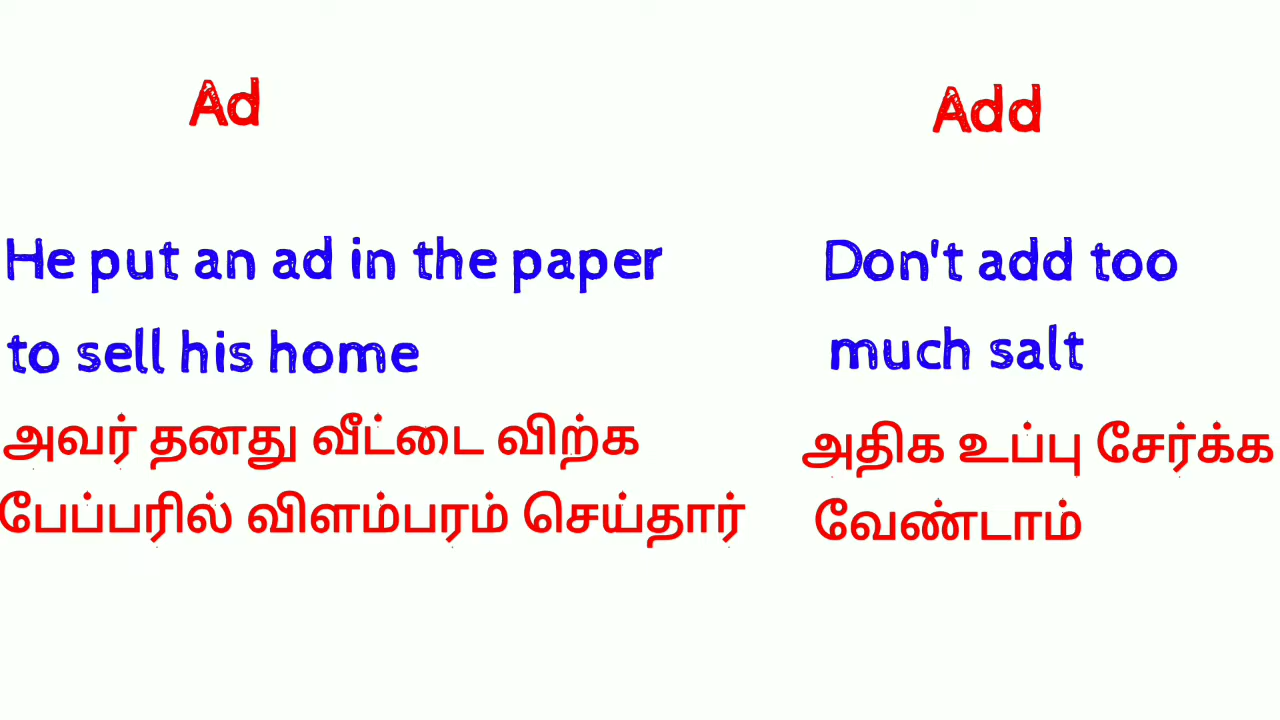 Ad
He put an ad in the paper
to sell his home
அவர் தனது வீட்டை விற்க
பேப்பரில் விளம்பரம் செய்தார்
Add
Don't add too
much salt
அதிக உப்பு சேர்க்க
வேண்டாம்